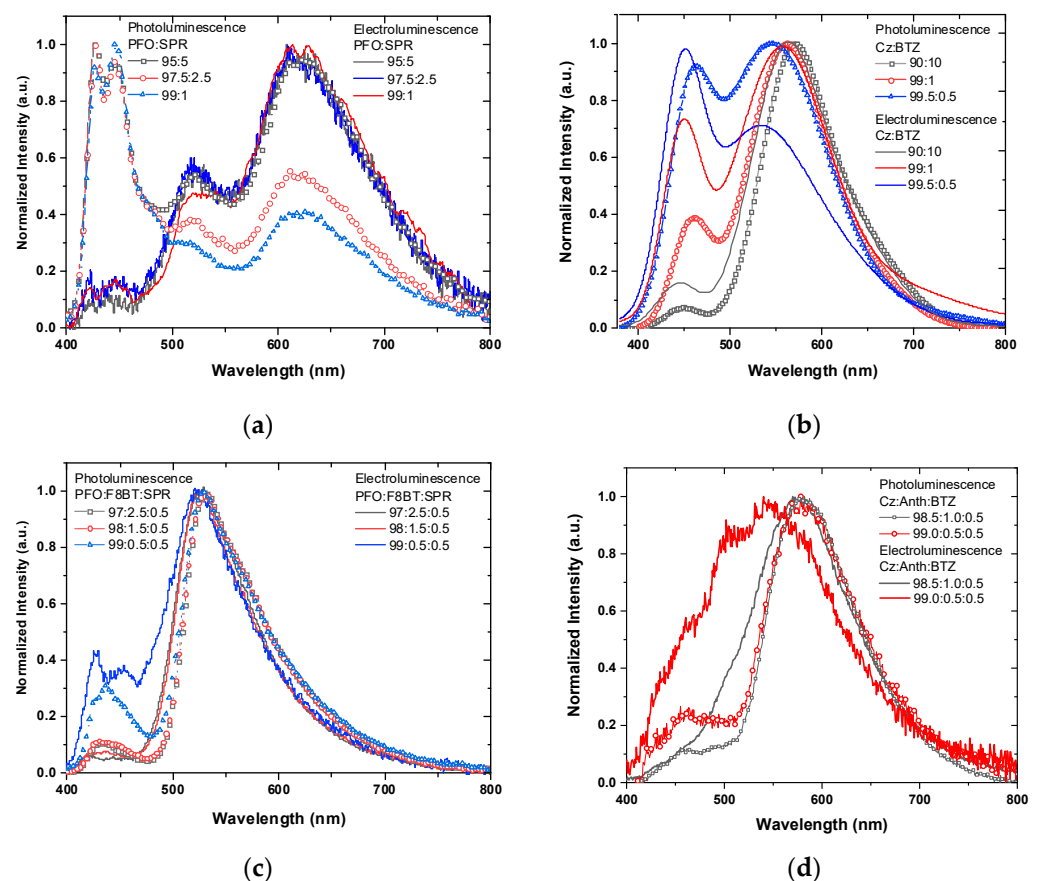 Photoluminescence
PFO:SPR
95:5
97.5:2.5
99:1
Electroluminescence
PFO:SPR
95:5
97.5:2.5
99:1
Normalized Intensity (a.u.)
1.0
0.8
0.6
0.4
0.2
0.0
400 500 600 700 800
Wavelength (nm)
(a)
Photoluminescence
Cz:BTZ
90:10
99:1
99.5:0.5
Electroluminescence
Cz:BTZ
90:10
99:1
99.5:0.5
Normalized Intensity (a.u.)
1.0
0.8
0.6
0.4
0.2
0.0
400 500 600 700 800
Wavelength (nm)
(b)
Photoluminescence
PFO:F8BT:SPR
97:2.5:0.5
98:1.5:0.5
99:0.5:0.5
Electroluminescence
PFO:F8BT:SPR
97:2.5:0.5
98:1.5:0.5
99:0.5:0.5
Normalized Intensity (a.u.)
1.0
0.8
0.6
0.4
0.2
0.0
400 500 600 700 800
Wavelength (nm)
(c)
Photoluminescence
Cz:Anth:BTZ
98.5:1.0:0.5
99.0:0.5:0.5
Electroluminescence
Cz:Anth:BTZ
98.5:1.0:0.5
99.0:0.5:0.5
Normalized Intensity (a.u.)
1.0
0.8
0.6
0.4
0.2
0.0
400 500 600 700 800
Wavelength (nm)
(d)